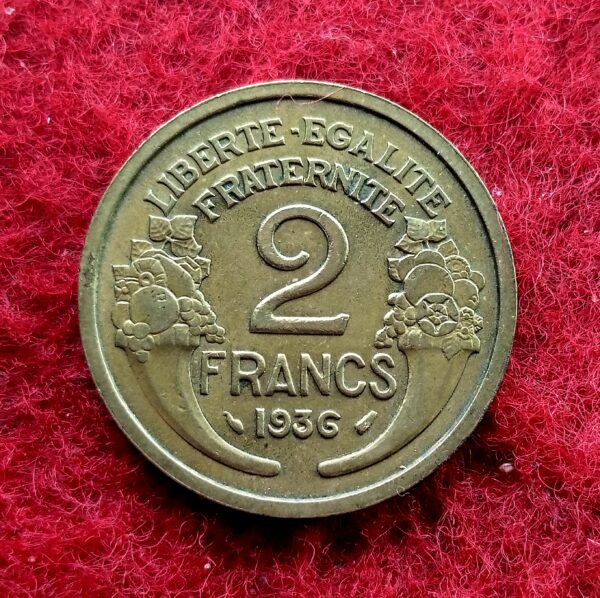 LIBERTE·EGALITE
FRATERNITE
2
FRANCS
1936